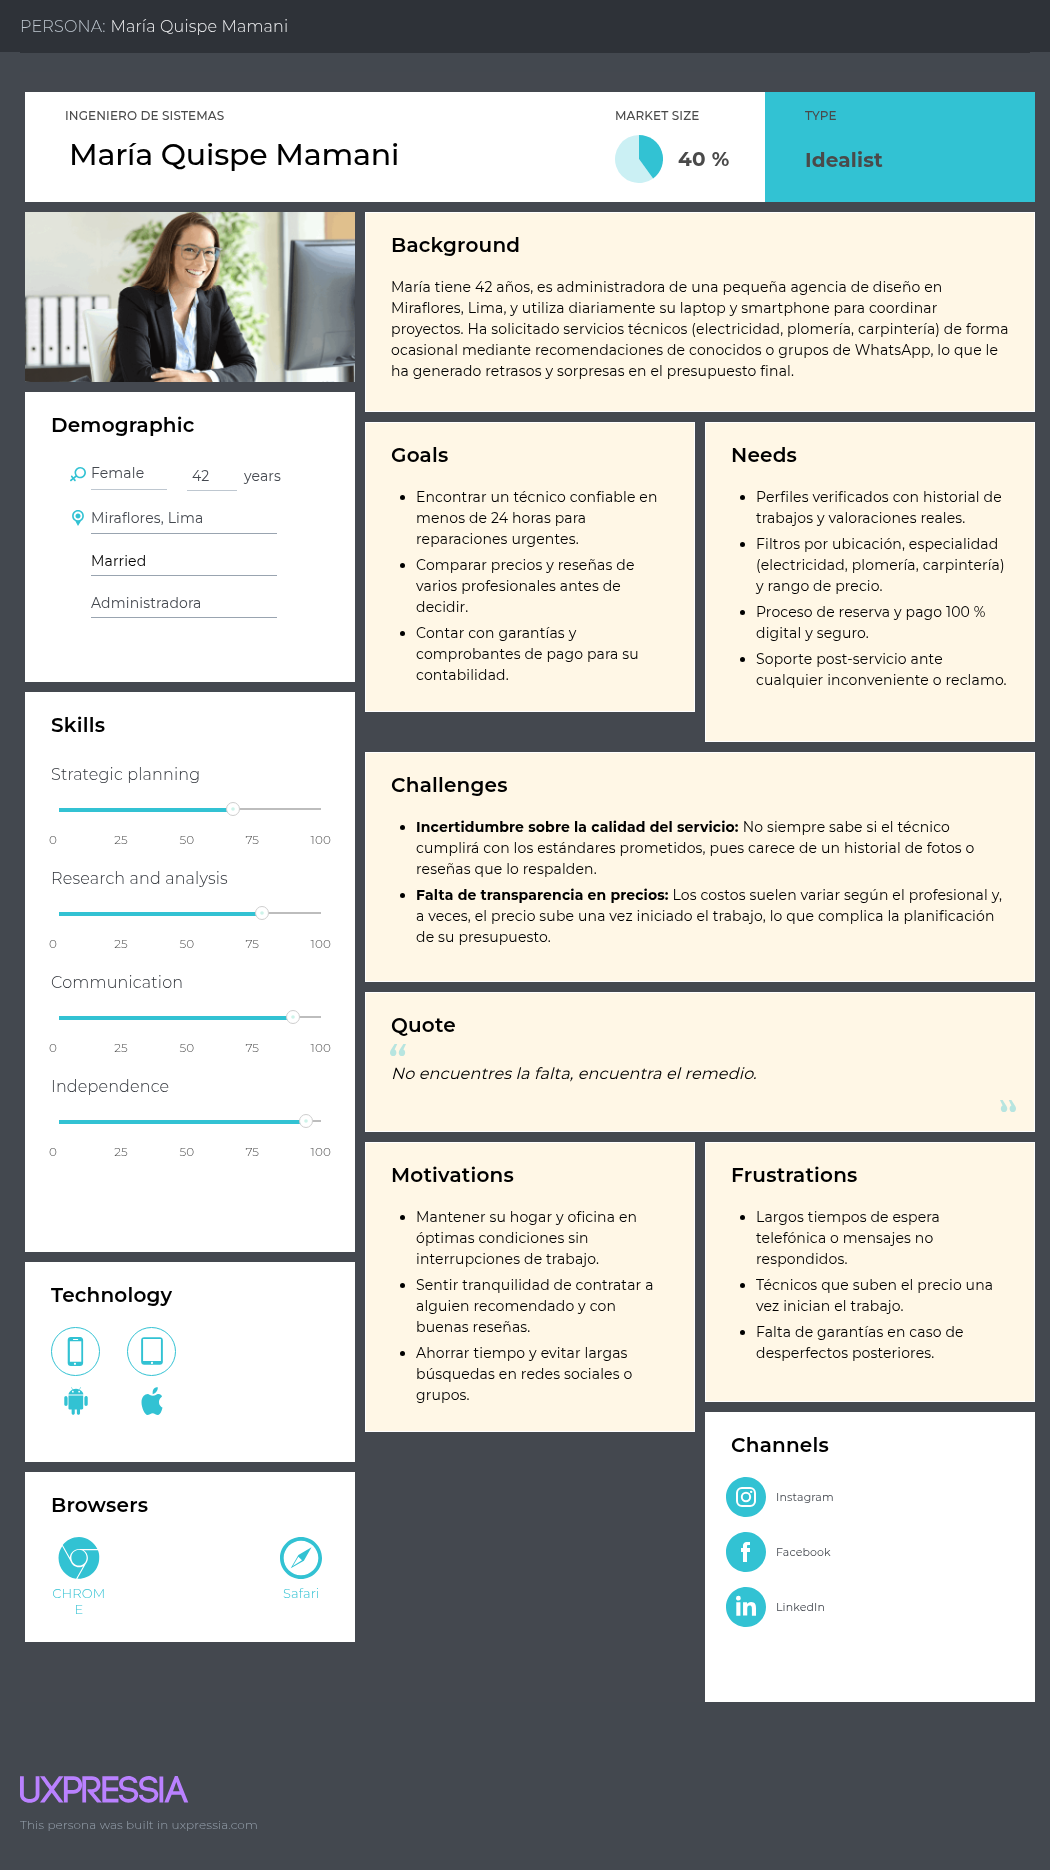 PERSONA: María Quispe Mamani
INGENIERO DE SISTEMAS
María Quispe Mamani
MARKET SIZE
40 %
TYPE
Idealist
Background
María tiene 42 años, es administradora de una pequeña agencia de diseño en
Miraflores, Lima, y utiliza diariamente su laptop y smartphone para coordinar
proyectos. Ha solicitado servicios técnicos (electricidad, plomería, carpintería) de forma
ocasional mediante recomendaciones de conocidos o grupos de WhatsApp, lo que le
ha generado retrasos y sorpresas en el presupuesto final.
Demographic
Female 42 years
Miraflores, Lima
Married
Administradora
Goals
• Encontrar un técnico confiable en
menos de 24 horas para
reparaciones urgentes.
• Comparar precios y reseñas de
varios profesionales antes de
decidir.
• Contar con garantías y
comprobantes de pago para su
contabilidad.
Needs
• Perfiles verificados con historial de
trabajos y valoraciones reales.
• Filtros por ubicación, especialidad
(electricidad, plomería, carpintería)
y rango de precio.
• Proceso de reserva y pago 100 %
digital y seguro.
• Soporte post-servicio ante
cualquier inconveniente o reclamo.
Skills
Strategic planning
0 25 50 75 100
Research and analysis
0 25 50 75 100
Communication
0 25 50 75 100
Independence
0 25 50 75 100
Challenges
• Incertidumbre sobre la calidad del servicio: No siempre sabe si el técnico
cumplirá con los estándares prometidos, pues carece de un historial de fotos o
reseñas que lo respalden.
• Falta de transparencia en precios: Los costos suelen variar según el profesional y,
a veces, el precio sube una vez iniciado el trabajo, lo que complica la planificación
de su presupuesto.
Quote
“
No encuentres la falta, encuentra el remedio.
”
Motivations
• Mantener su hogar y oficina en
óptimas condiciones sin
interrupciones de trabajo.
• Sentir tranquilidad de contratar a
alguien recomendado y con
buenas reseñas.
• Ahorrar tiempo y evitar largas
búsquedas en redes sociales o
grupos.
Frustrations
• Largos tiempos de espera
telefónica o mensajes no
respondidos.
• Técnicos que suben el precio una
vez inician el trabajo.
• Falta de garantías en caso de
desperfectos posteriores.
Technology
Browsers
CHROM
E
Safari
Channels
Instagram
Facebook
LinkedIn
UXPRESSIA
This persona was built in uxpressia.com